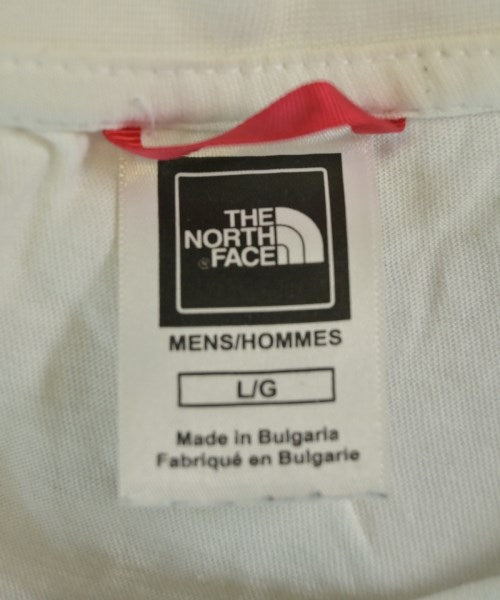 THE
NORTH
FACE
MENS/HOMMES
L/G
Made in Bulgaria
Fabriqué en Bulgarie